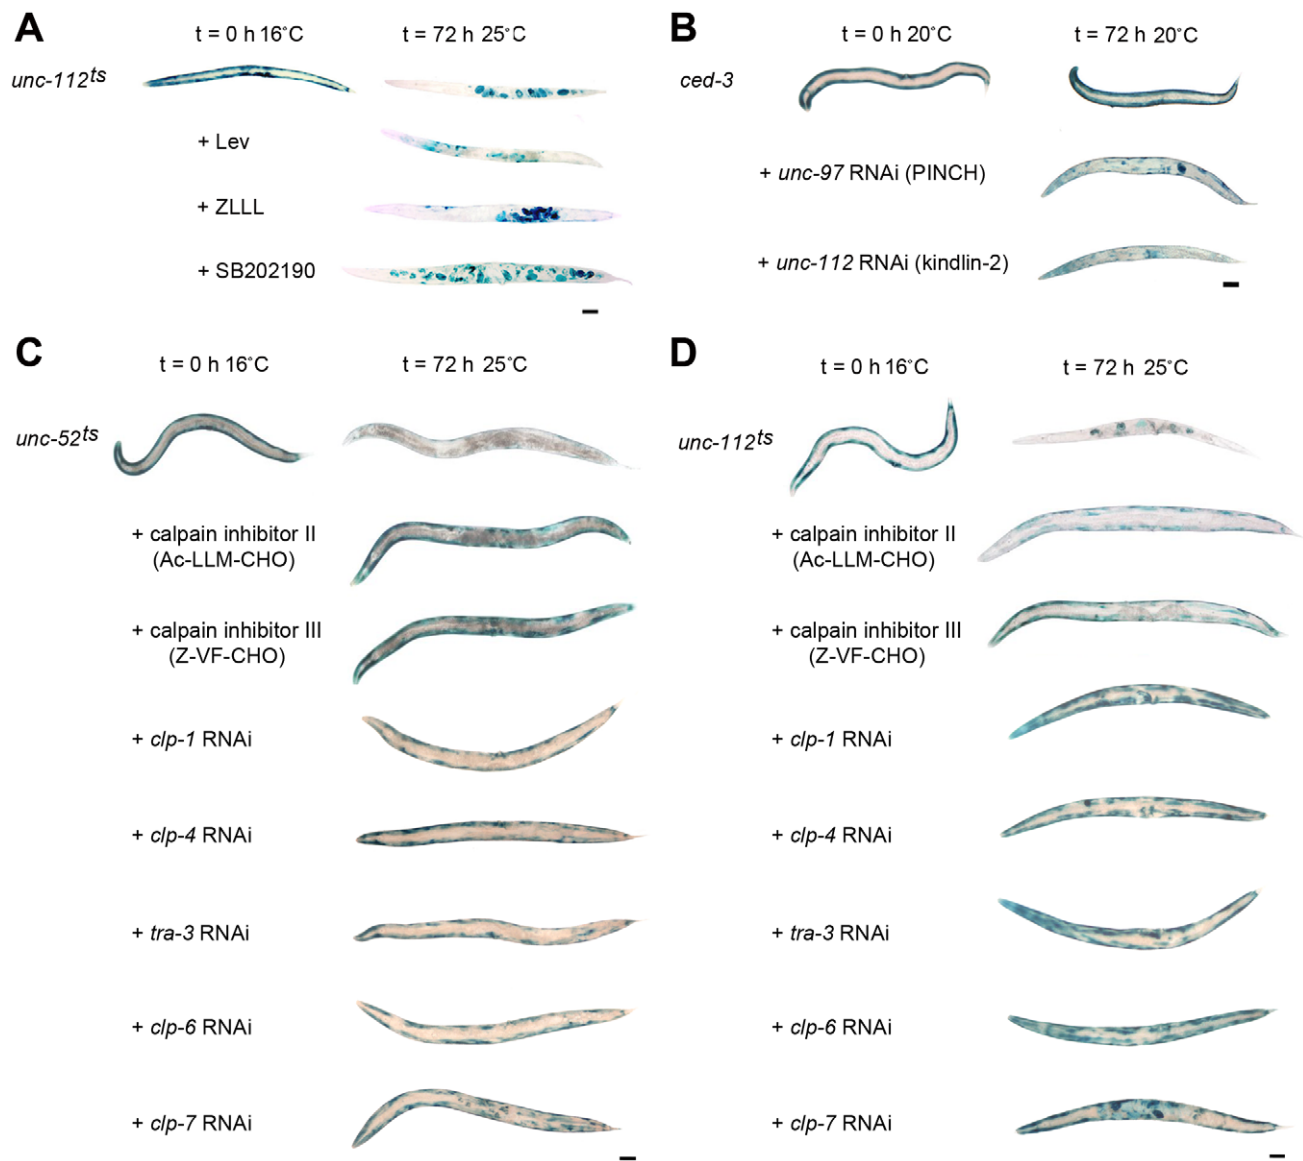 A
t = 0 h 16°C
t = 72 h 25°C
unc-112ts
+ Lev
+ ZLLL
+ SB202190
B
t = 0 h 20°C
t = 72 h 20°C
ced-3
+ unc-97 RNAi (PINCH)
+ unc-112 RNAi (kindlin-2)
C
t = 0 h 16°C
t = 72 h 25°C
unc-52ts
+ calpain inhibitor II
(Ac-LLM-CHO)
+ calpain inhibitor III
(Z-VF-CHO)
+ clp-1 RNAi
+ clp-4 RNAi
+ tra-3 RNAi
+ clp-6 RNAi
+ clp-7 RNAi
D
t = 0 h 16°C
t = 72 h 25°C
unc-112ts
+ calpain inhibitor II
(Ac-LLM-CHO)
+ calpain inhibitor III
(Z-VF-CHO)
+ clp-1 RNAi
+ clp-4 RNAi
+ tra-3 RNAi
+ clp-6 RNAi
+ clp-7 RNAi